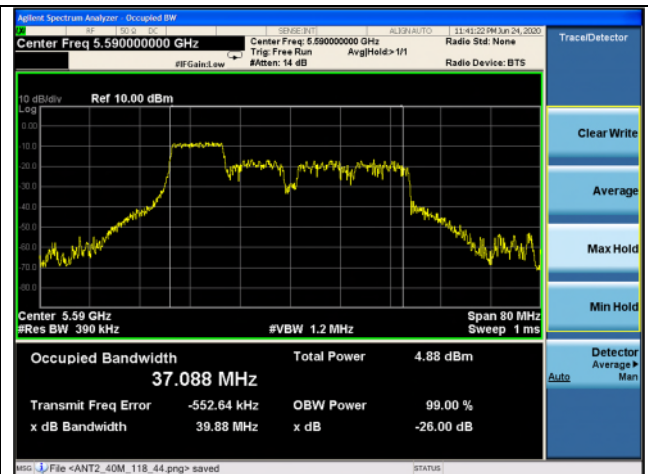 Agilent Spectrum Analyzer - Occupied BW
RF 50 Ω DC SENSE:INT ALIGN AUTO 11:41:22 PM Jun 24, 2020
Center Freq 5.590000000 GHz
Center Freq: 5.590000000 GHz
Radio Std: None
Trig: Free Run Avg|Hold:>1/1
#IFGain:Low #Atten: 14 dB Radio Device: BTS
Trace/Detector
10 dB/div Ref 10.00 dBm
Log
0.00
-10.0
-20.0
-30.0
-40.0
-50.0
-60.0
-70.0
-80.0
Clear Write
Average
Max Hold
Min Hold
Center 5.59 GHz Span 80 MHz
#Res BW 390 kHz #VBW 1.2 MHz Sweep 1 ms
Detector
Average▶
Auto Man
Occupied Bandwidth Total Power 4.88 dBm
37.088 MHz
Transmit Freq Error -552.64 kHz OBW Power 99.00 %
x dB Bandwidth 39.88 MHz x dB -26.00 dB
MSG File <ANT2_40M_118_44.png> saved STATUS